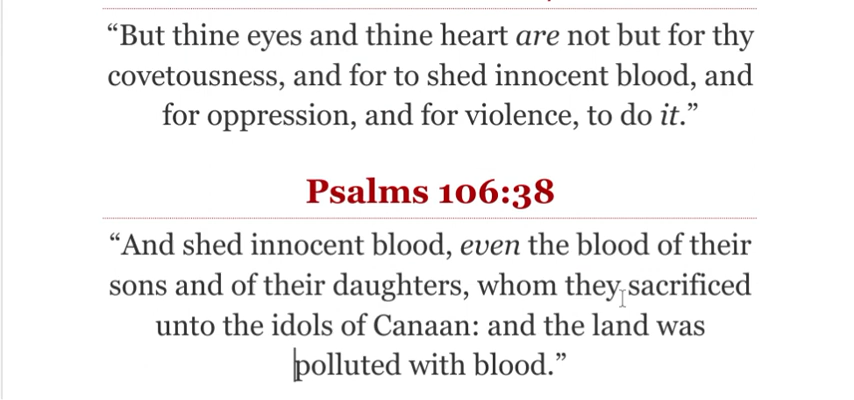 “But thine eyes and thine heart are not but for thy
covetousness, and for to shed innocent blood, and
for oppression, and for violence, to do it.”
Psalms 106:38
“And shed innocent blood, even the blood of their
sons and of their daughters, whom they sacrificed
unto the idols of Canaan: and the land was
polluted with blood.”